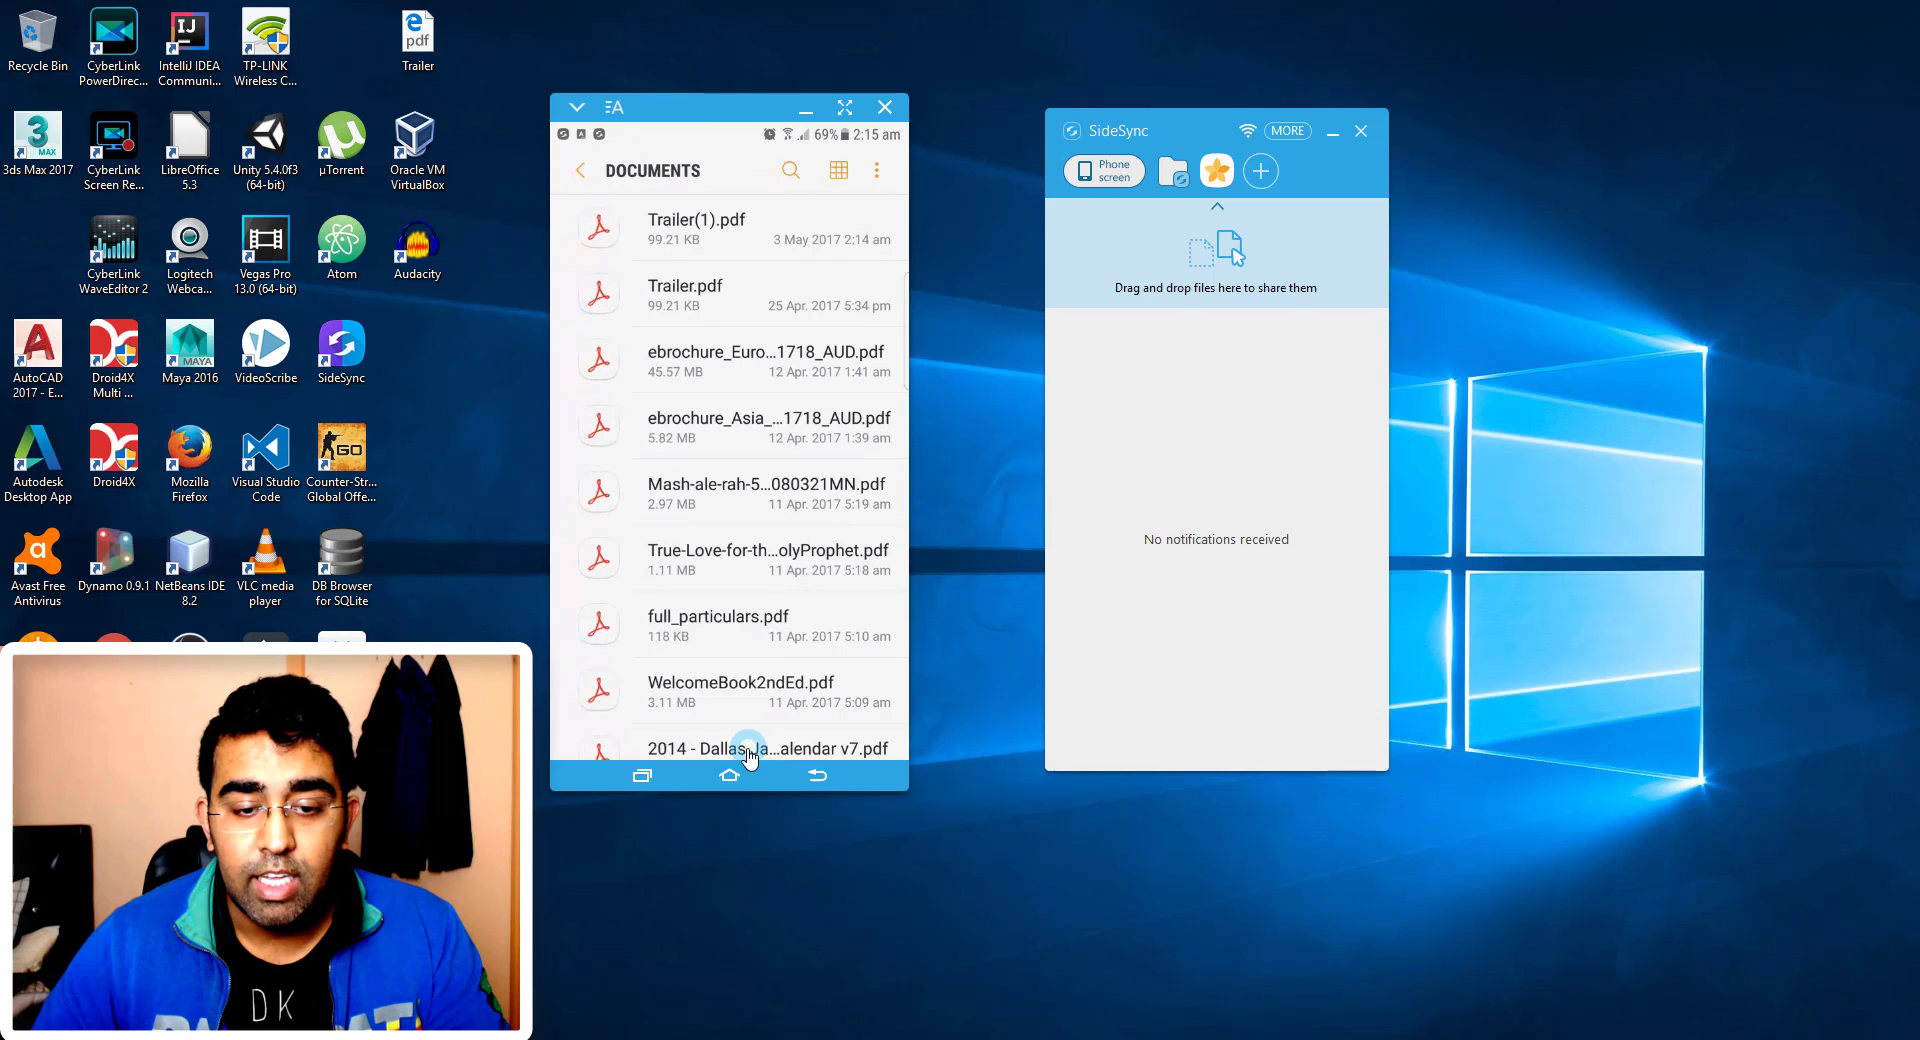 Recycle Bin
CyberLink
PowerDirec...
IntelliJ IDEA
Communi...
TP-LINK
Wireless C...
pdf
Trailer
3
MAX
3ds Max 2017
CyberLink
Screen Re...
LibreOffice
5.3
Unity 5.4.0f3
(64-bit)
µTorrent
Oracle VM
VirtualBox
CyberLink
WaveEditor 2
Logitech
Webca...
Vegas Pro
13.0 (64-bit)
Atom
Audacity
AutoCAD
2017 - E...
Droid4X
Multi ...
MAYA
Maya 2016
VideoScribe
SideSync
Autodesk
Desktop App
Droid4X
Mozilla
Firefox
Visual Studio
Code
GO
Counter-Str...
Global Offe...
Avast Free
Antivirus
Dynamo 0.9.1
NetBeans IDE
8.2
VLC media
player
DB Browser
for SQLite
DK
69% 2:15 am
DOCUMENTS
Trailer(1).pdf
99.21 KB 3 May 2017 2:14 am
Trailer.pdf
99.21 KB 25 Apr. 2017 5:34 pm
ebrochure_Euro...1718_AUD.pdf
45.57 MB 12 Apr. 2017 1:41 am
ebrochure_Asia_...1718_AUD.pdf
5.82 MB 12 Apr. 2017 1:39 am
Mash-ale-rah-5...080321MN.pdf
2.97 MB 11 Apr. 2017 5:19 am
True-Love-for-th...olyProphet.pdf
1.11 MB 11 Apr. 2017 5:18 am
full_particulars.pdf
118 KB 11 Apr. 2017 5:10 am
WelcomeBook2ndEd.pdf
3.11 MB 11 Apr. 2017 5:09 am
2014 - Dallas Ja...alendar v7.pdf
SideSync
MORE
Phone
screen
Drag and drop files here to share them
No notifications received